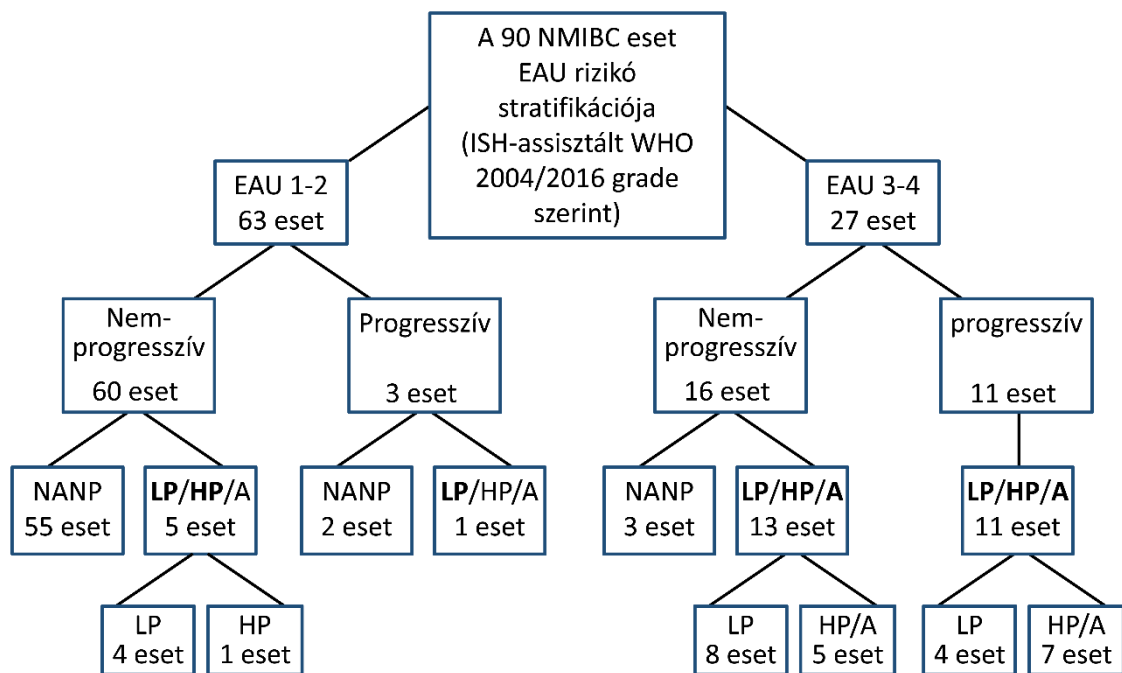 A 90 NMIBC eset
EAU rizikó
stratifikációja
(ISH-assisztált WHO
2004/2016 grade
szerint)
EAU 1-2
63 eset
EAU 3-4
27 eset
Nem-
progresszív
60 eset
Progresszív
3 eset
Nem-
progresszív
16 eset
progresszív
11 eset
NANP
55 eset
LP/HP/A
5 eset
NANP
2 eset
LP/HP/A
1 eset
NANP
3 eset
LP/HP/A
13 eset
LP/HP/A
11 eset
LP
4 eset
HP
1 eset
LP
8 eset
HP/A
5 eset
LP
4 eset
HP/A
7 eset